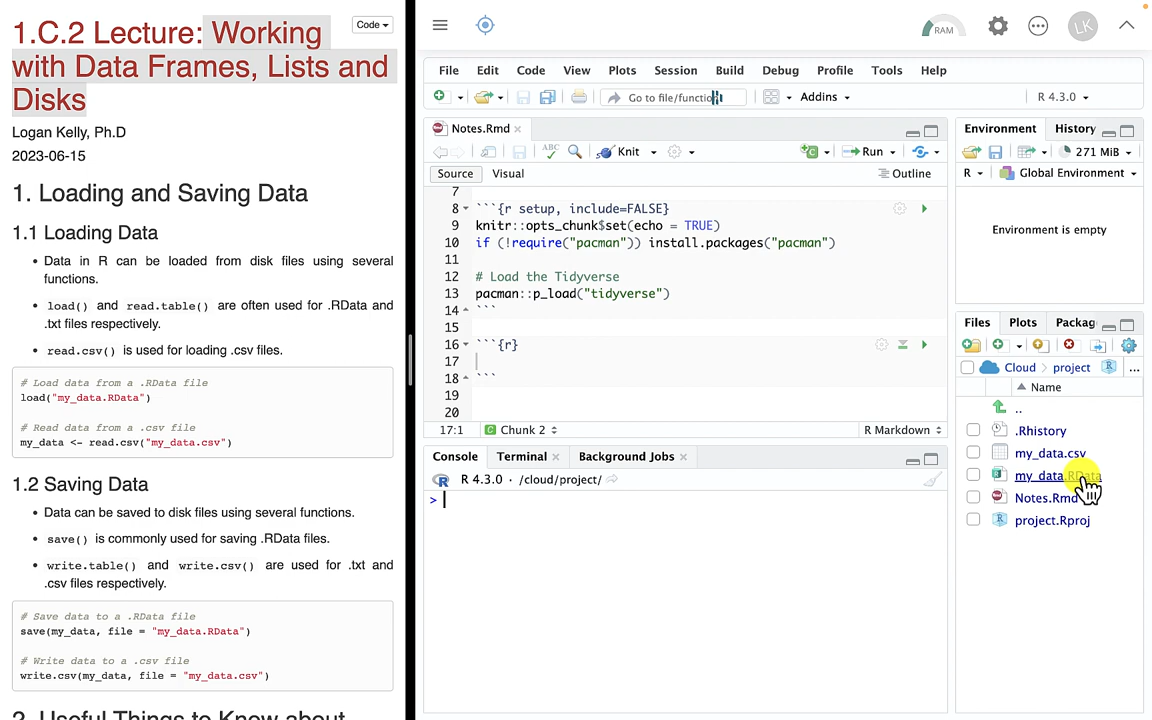 1.C.2 Lecture: Working
with Data Frames, Lists and
Disks
Code
Logan Kelly, Ph.D
2023-06-15
1. Loading and Saving Data
1.1 Loading Data
• Data in R can be loaded from disk files using several
functions.
• load() and read.table() are often used for .RData and
.txt files respectively.
• read.csv() is used for loading .csv files.
# Load data from a .RData file
load("my_data.RData")
# Read data from a .csv file
my_data <- read.csv("my_data.csv")
1.2 Saving Data
• Data can be saved to disk files using several functions.
• save() is commonly used for saving .RData files.
• write.table() and write.csv() are used for .txt and
.csv files respectively.
# Save data to a .RData file
save(my_data, file = "my_data.RData")
# Write data to a .csv file
write.csv(my_data, file = "my_data.csv")
2. Useful Things to Know about
RAM
LK
File Edit Code View Plots Session Build Debug Profile Tools Help
Go to file/function
Addins
R 4.3.0
Notes.Rmd
ABC
Knit
Run
Source Visual
Outline
7
8 ```{r setup, include=FALSE}
9 knitr::opts_chunk$set(echo = TRUE)
10 if (!require("pacman")) install.packages("pacman")
11
12 # Load the Tidyverse
13 pacman::p_load("tidyverse")
14 ```
15
16 ```{r}
17
18 ```
19
20
17:1 C Chunk 2
R Markdown
Console Terminal Background Jobs
R 4.3.0 · /cloud/project/
>
Environment History
271 MiB
R Global Environment
Environment is empty
Files Plots Packag
Cloud project R ...
Name
..
.Rhistory
my_data.csv
my_data.RData
Notes.Rmd
project.Rproj